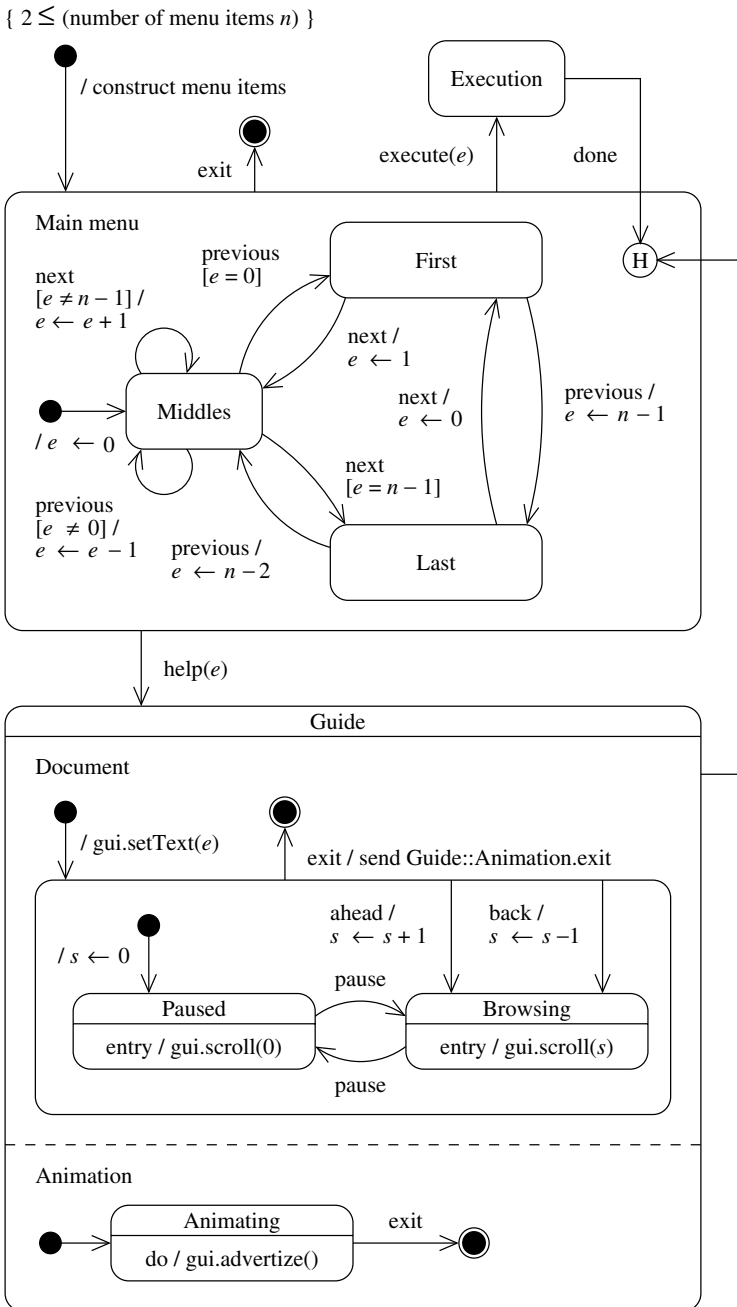 { 2 ≤ (number of menu items n) }
/ construct menu items
Execution
exit
execute(e)
done
Main menu
H
First
previous
[e = 0]
next
[e ≠ n − 1] /
e ← e + 1
next /
e ← 1
Middles
/ e ← 0
next /
e ← 0
previous /
e ← n − 1
next
[e = n − 1]
previous
[e ≠ 0] /
e ← e − 1
previous /
e ← n − 2
Last
help(e)
Guide
Document
/ gui.setText(e)
exit / send Guide::Animation.exit
ahead /
s ← s + 1
back /
s ← s −1
/ s ← 0
pause
Paused
entry / gui.scroll(0)
Browsing
entry / gui.scroll(s)
pause
Animation
Animating
do / gui.advertize()
exit